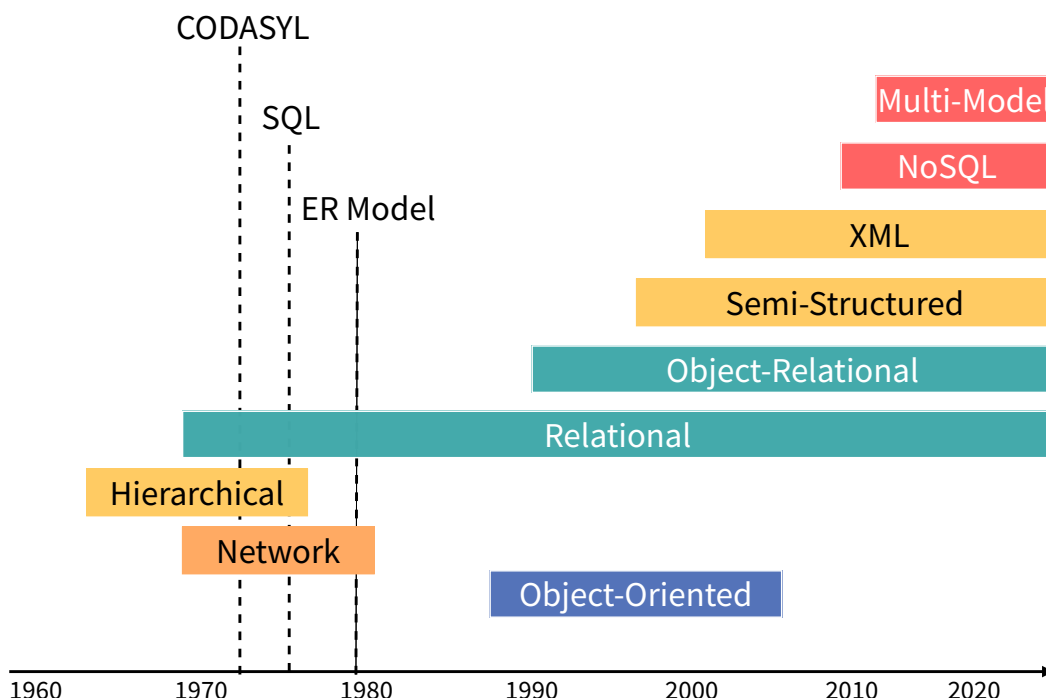 CODASYL
SQL
ER Model
Multi-Model
NoSQL
XML
Semi-Structured
Object-Relational
Relational
Hierarchical
Network
Object-Oriented
1960 1970 1980 1990 2000 2010 2020